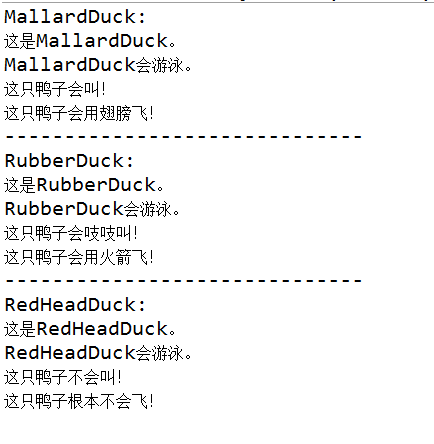 MallardDuck:
这是MallardDuck。
MallardDuck会游泳。
这只鸭子会叫!
这只鸭子会用翅膀飞!
------------------------------
RubberDuck:
这是RubberDuck。
RubberDuck会游泳。
这只鸭子会吱吱叫!
这只鸭子会用火箭飞!
------------------------------
RedHeadDuck:
这是RedHeadDuck。
RedHeadDuck会游泳。
这只鸭子不会叫!
这只鸭子根本不会飞!